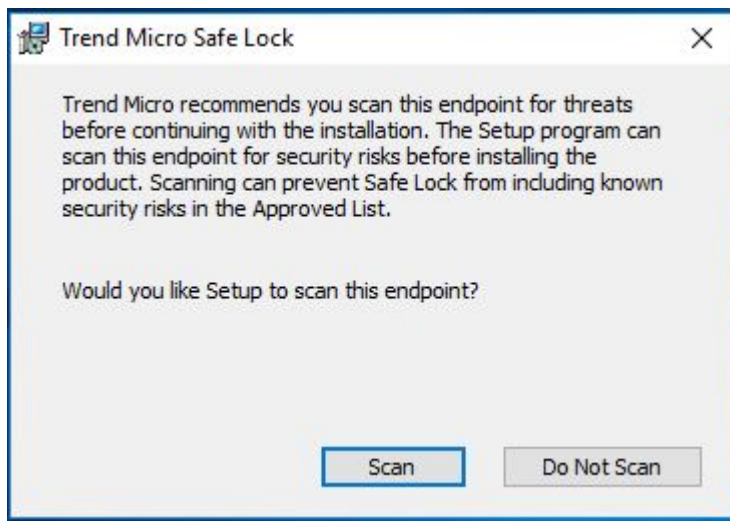 Trend Micro Safe Lock
Trend Micro recommends you scan this endpoint for threats
before continuing with the installation. The Setup program can
scan this endpoint for security risks before installing the
product. Scanning can prevent Safe Lock from including known
security risks in the Approved List.
Would you like Setup to scan this endpoint?
Scan
Do Not Scan